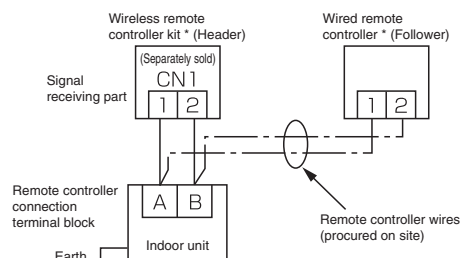 Wireless remote
controller kit * (Header)
Wired remote
controller * (Follower)
(Separately sold)
CN1
Signal
receiving part
1 2
1 2
Remote controller
connection
terminal block
A B
Remote controller wires
(procured on site)
Indoor unit
Earth